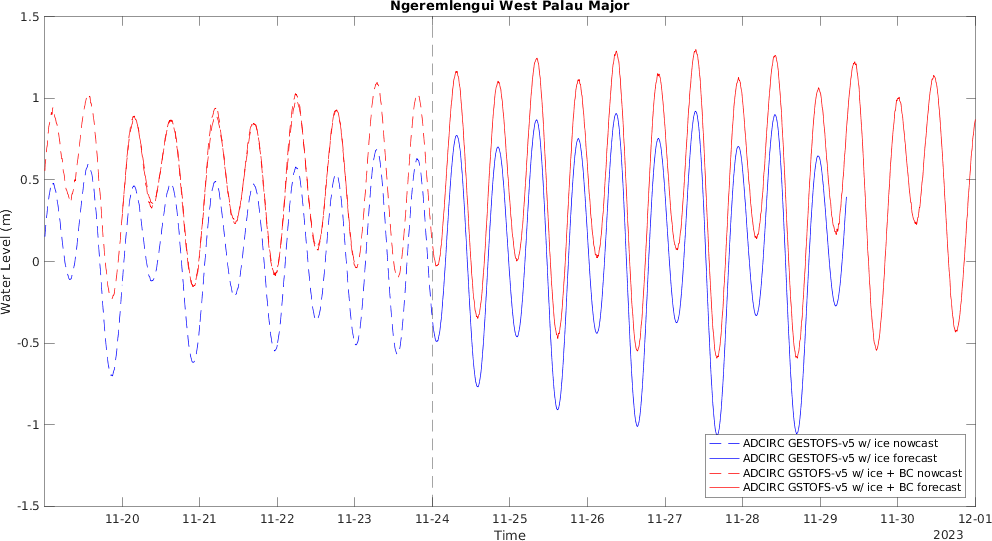 Ngeremlengui West Palau Major
1.5
1
0.5
0
-0.5
-1
-1.5
Water Level (m)
ADCIRC GESTOFS-v5 w/ ice nowcast
ADCIRC GESTOFS-v5 w/ ice forecast
ADCIRC GSTOFS-v5 w/ ice + BC nowcast
ADCIRC GSTOFS-v5 w/ ice + BC forecast
11-20 11-21 11-22 11-23 11-24 11-25 11-26 11-27 11-28 11-29 11-30 12-01
Time
2023